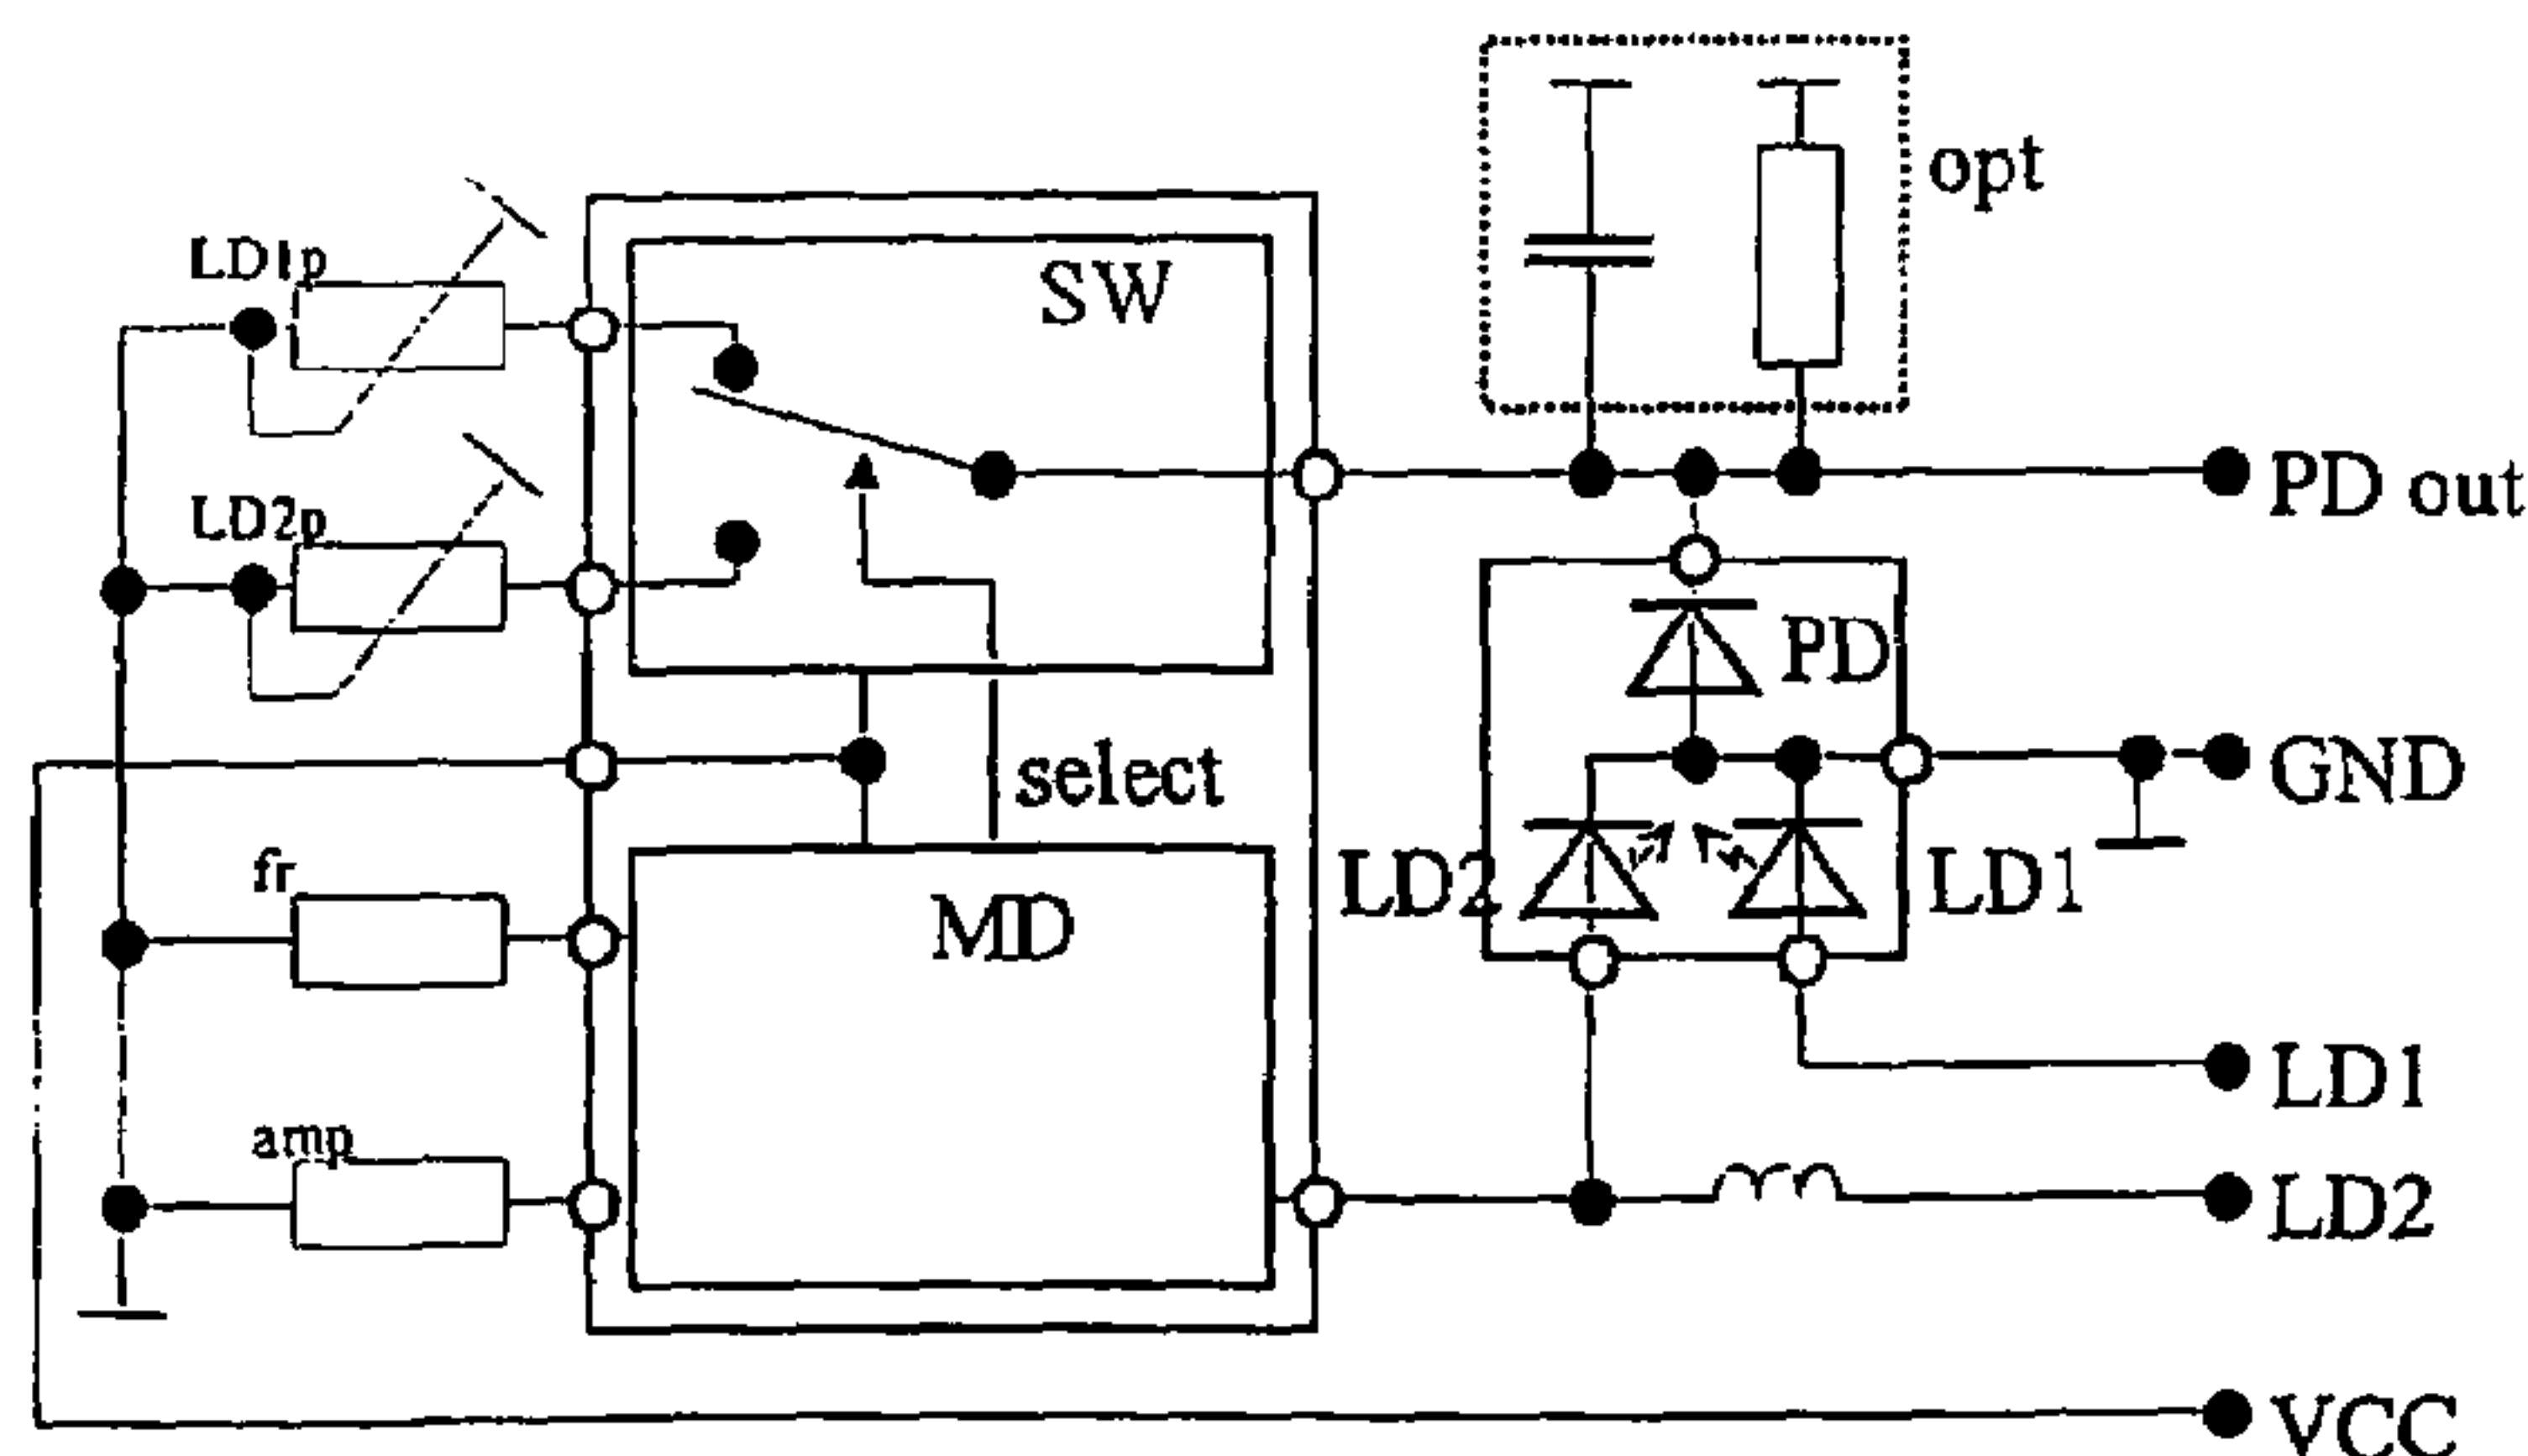 opt
LD1p
SW
LD2p
PD out
PD
select
GND
fr
MD
LD2
LD1
LD1
amp
LD2
VCC